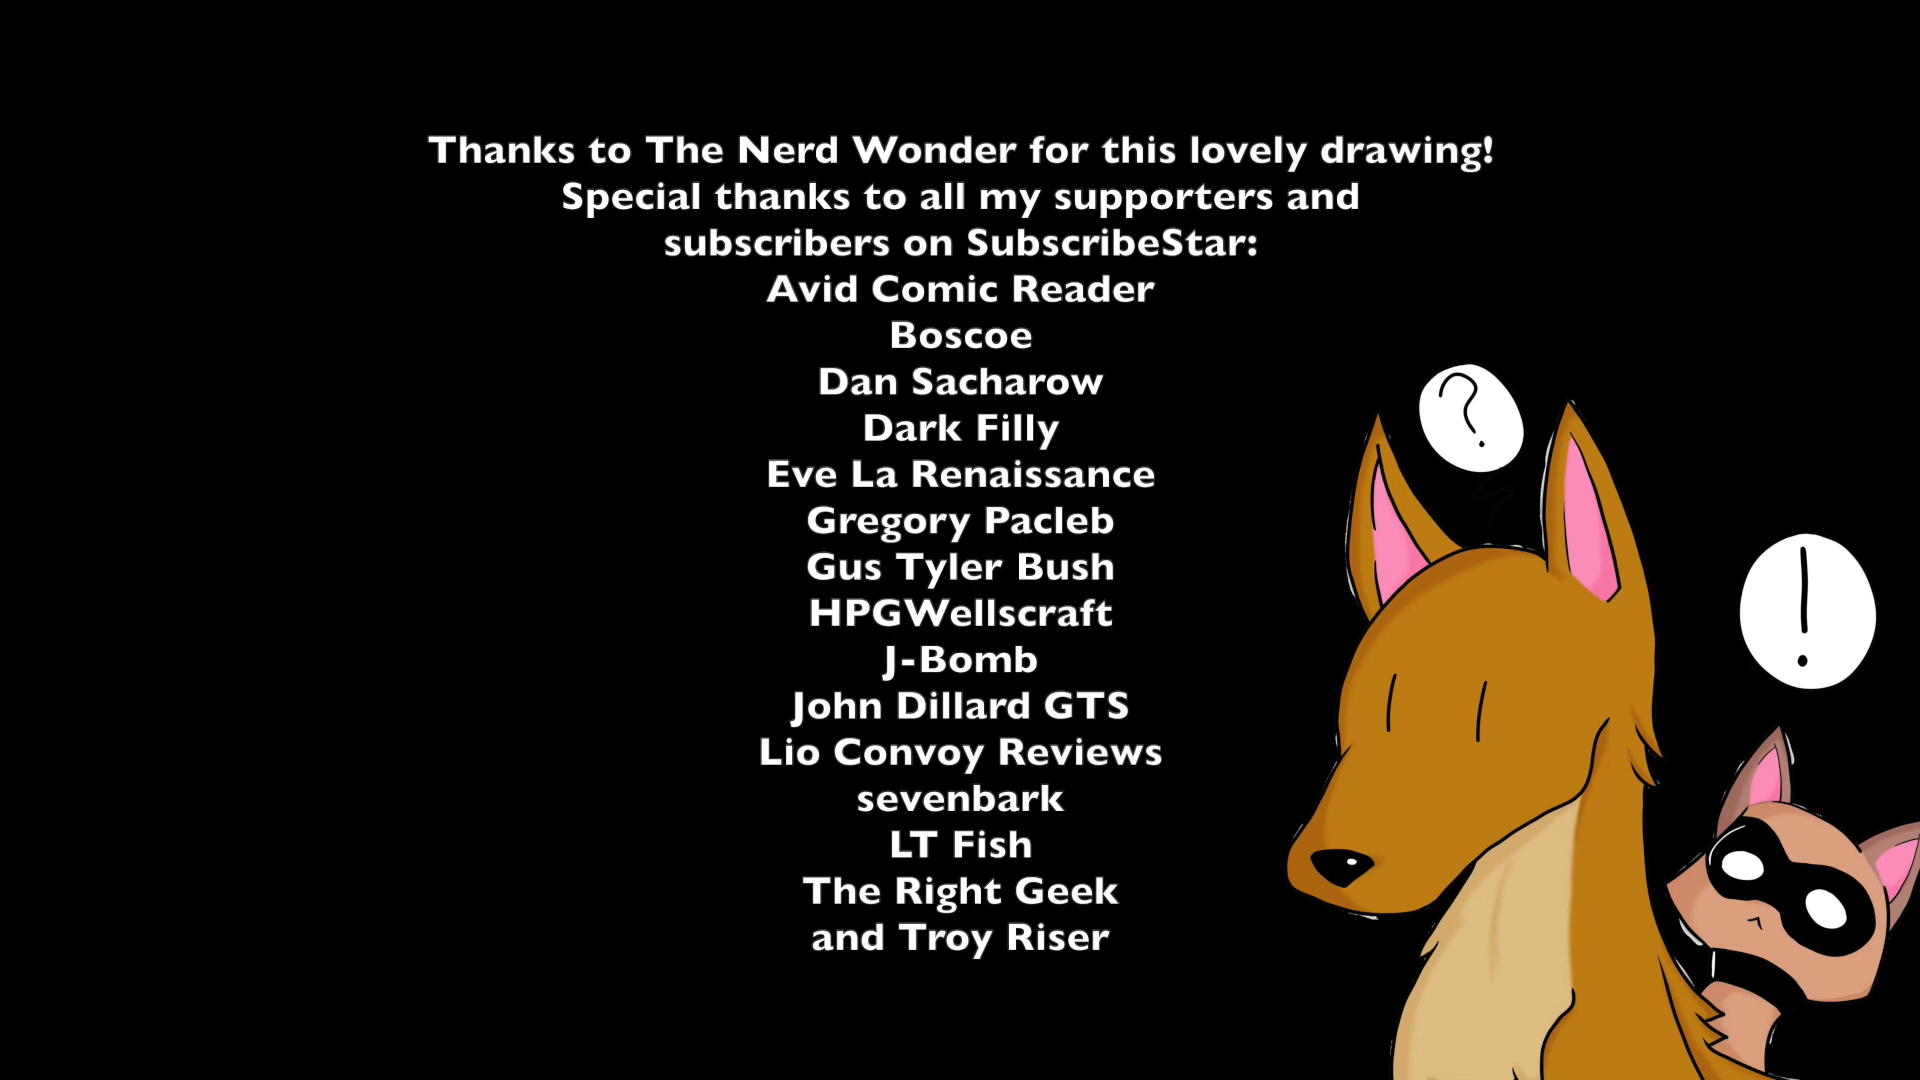 Thanks to The Nerd Wonder for this lovely drawing!
Special thanks to all my supporters and
subscribers on SubscribeStar:
Avid Comic Reader
Boscoe
Dan Sacharow
Dark Filly
Eve La Renaissance
Gregory Pacleb
Gus Tyler Bush
HPGWellscraft
J-Bomb
John Dillard GTS
Lio Convoy Reviews
sevenbark
LT Fish
The Right Geek
and Troy Riser
?
!